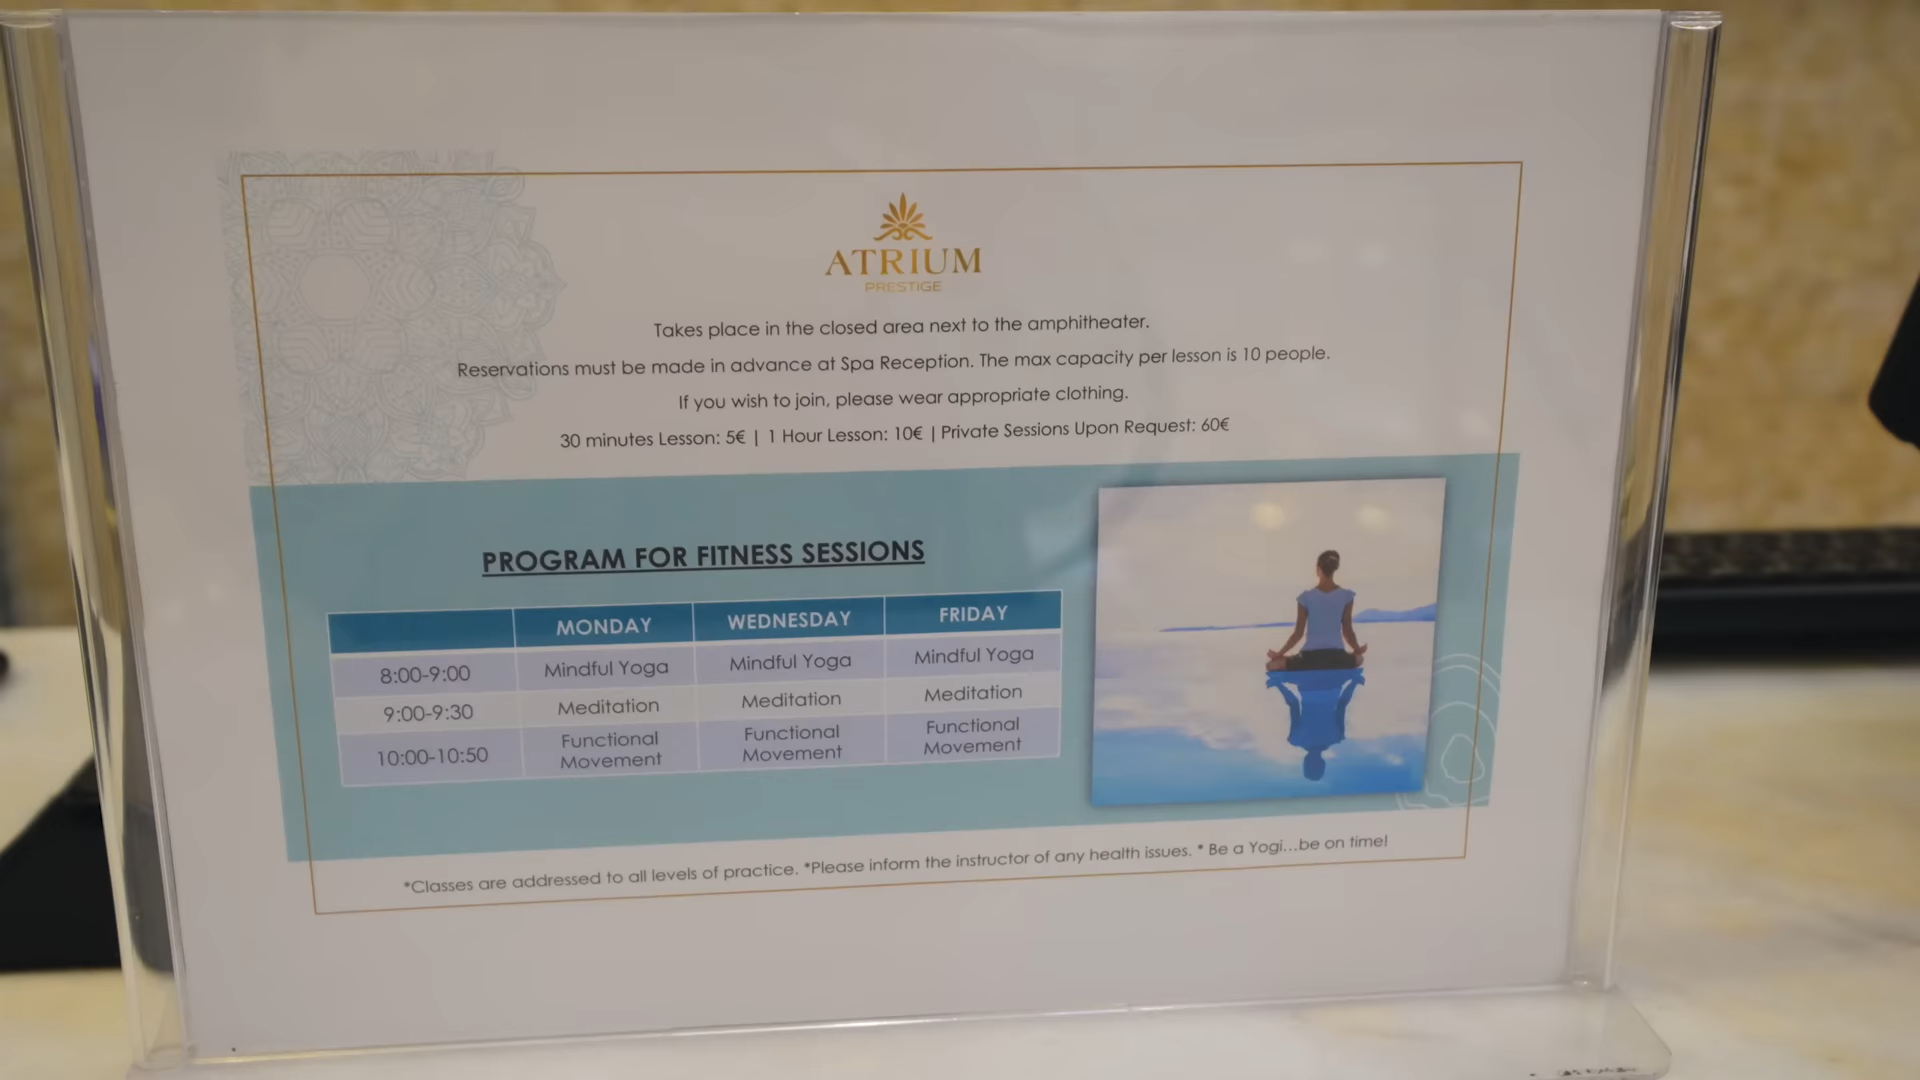 ATRIUM
PRESTIGE
Takes place in the closed area next to the amphitheater.
Reservations must be made in advance at Spa Reception. The max capacity per lesson is 10 people.
If you wish to join, please wear appropriate clothing.
30 minutes Lesson: 5€ | 1 Hour Lesson: 10€ | Private Sessions Upon Request: 60€
PROGRAM FOR FITNESS SESSIONS
MONDAY WEDNESDAY FRIDAY
8:00-9:00 Mindful Yoga Mindful Yoga Mindful Yoga
9:00-9:30 Meditation Meditation Meditation
10:00-10:50 Functional Movement Functional Movement Functional Movement
*Classes are addressed to all levels of practice. *Please inform the instructor of any health issues. * Be a Yogi...be on time!